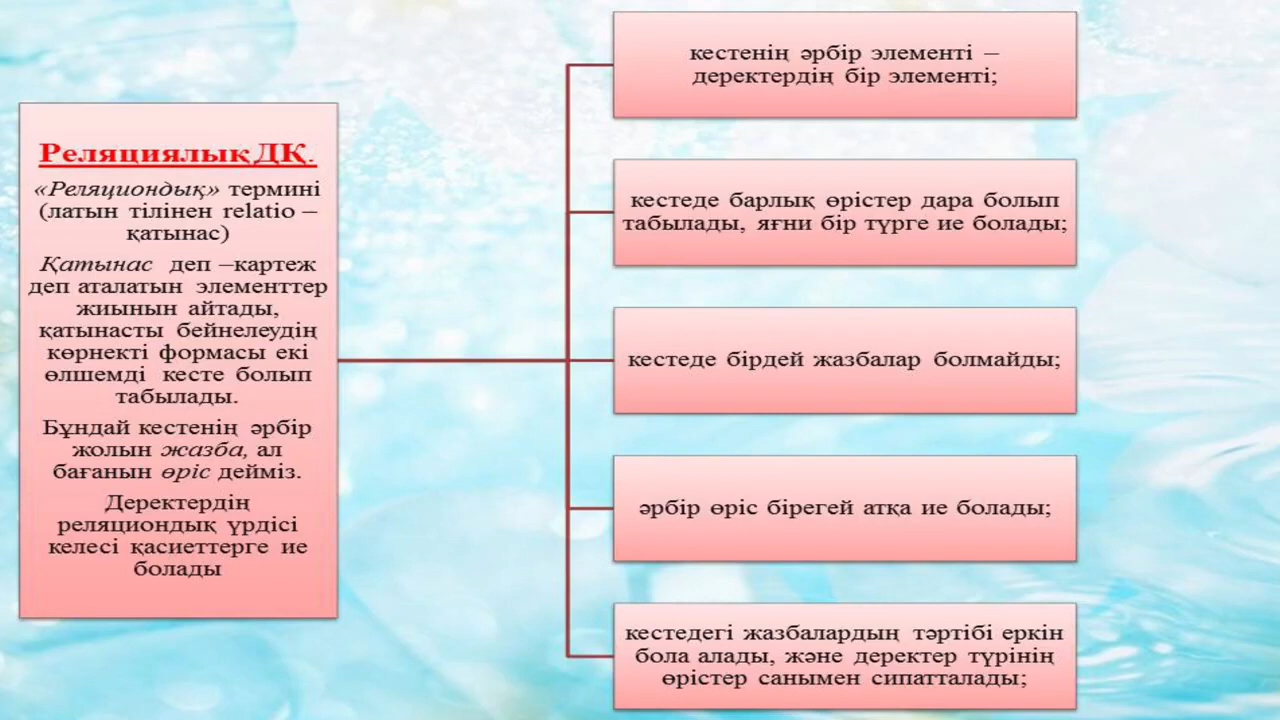 Реляциялық ДҚ.
«Реляциондық» термині
(латын тілінен relatio –
қатынас)
Қатынас деп –картеж
деп аталатын элементтер
жиынын айтады,
қатынасты бейнелеудің
көрнекті формасы екі
өлшемді кесте болып
табылады.
Бұндай кестенің әрбір
жолын жазба, ал
бағанын өріс дейміз.
Деректердің
реляциондық үрдісі
келесі қасиеттерге ие
болады
кестенің әрбір элементі –
деректердің бір элементі;
кестеде барлық өрістер дара болып
табылады, яғни бір түрге ие болады;
кестеде бірдей жазбалар болмайды;
әрбір өріс бірегей атқа ие болады;
кестедегі жазбалардың тәртібі еркін
бола алады, және деректер түрінің
өрістер санымен сипатталады;